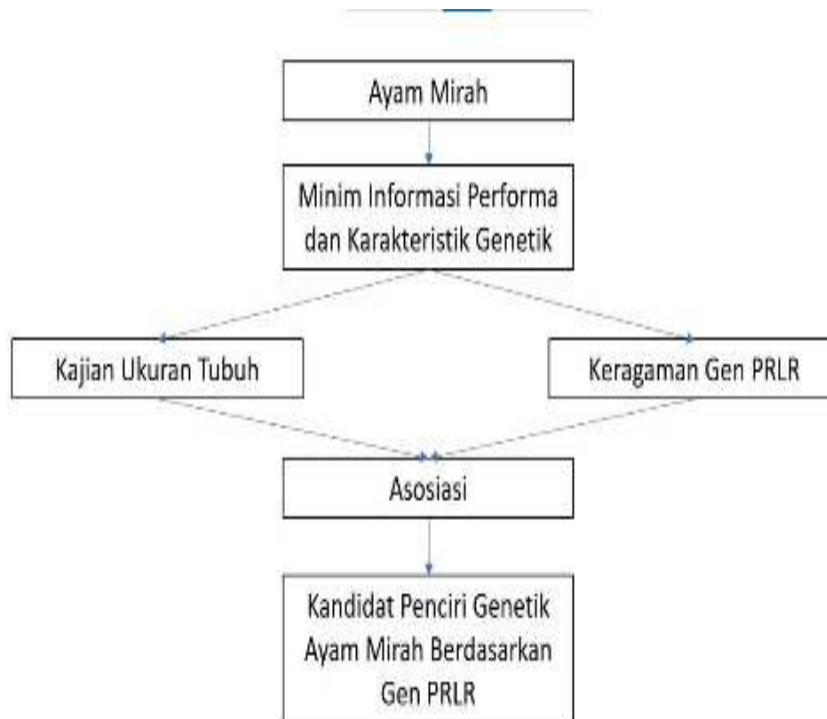 Ayam Mirah
Minim Informasi Performa
dan Karakteristik Genetik
Kajian Ukuran Tubuh
Keragaman Gen PRLR
Asosiasi
Kandidat Penciri Genetik
Ayam Mirah Berdasarkan
Gen PRLR